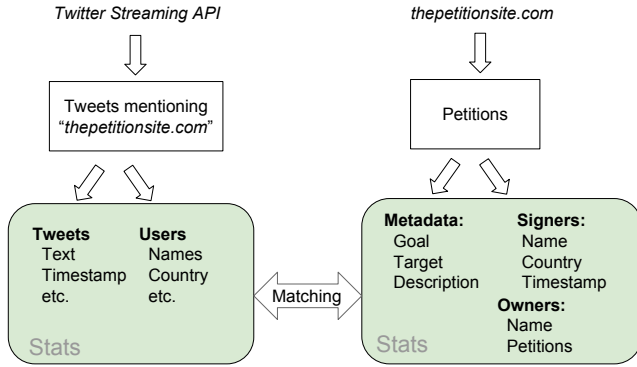 Twitter Streaming API
thepetitionsite.com
Tweets mentioning
“thepetitionsite.com”
Petitions
Tweets
Text
Timestamp
etc.
Users
Names
Country
etc.
Stats
Matching
Metadata:
Goal
Target
Description
Signers:
Name
Country
Timestamp
Owners:
Name
Petitions
Stats